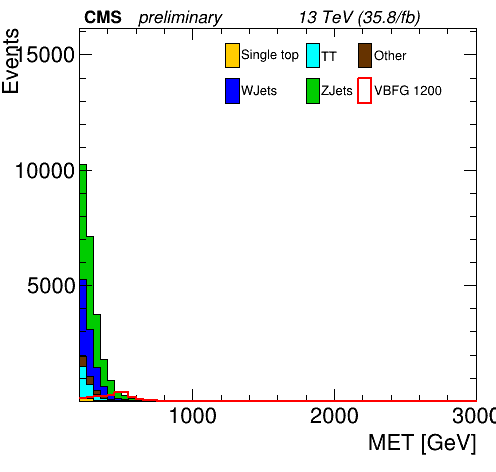 CMS preliminary 13 TeV (35.8/fb)
Events
15000
10000
5000
Single top TT Other
WJets ZJets VBFG 1200
1000 2000 3000
MET [GeV]